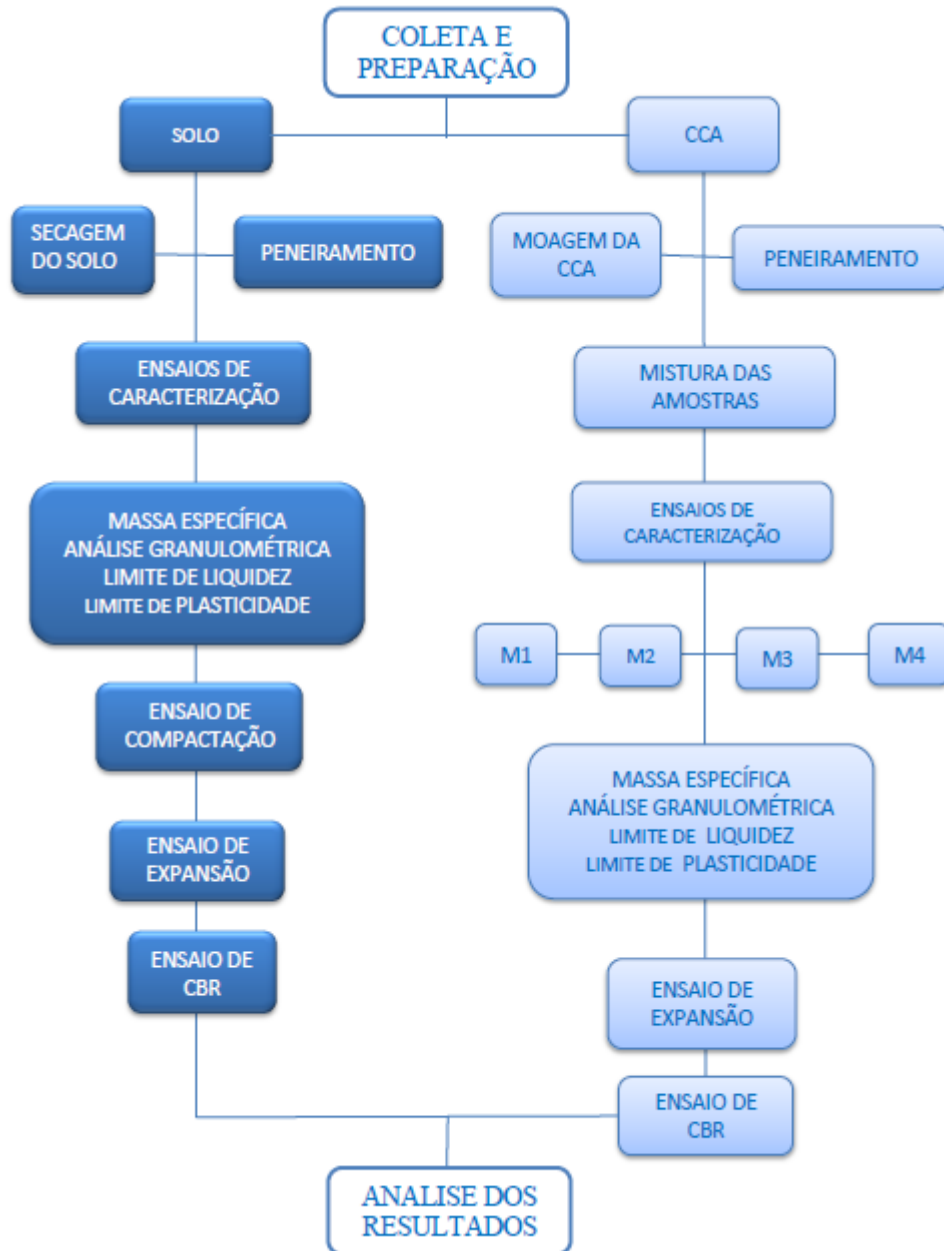 COLETA E
PREPARAÇÃO
SOLO
CCA
SECAGEM
DO SOLO
PENEIRAMENTO
MOAGEM DA
CCA
PENEIRAMENTO
ENSAIOS DE
CARACTERIZAÇÃO
MISTURA DAS
AMOSTRAS
MASSA ESPECÍFICA
ANÁLISE GRANULOMÉTRICA
LIMITE DE LIQUIDEZ
LIMITE DE PLASTICIDADE
ENSAIOS DE
CARACTERIZAÇÃO
M1
M2
M3
M4
ENSAIO DE
COMPACTAÇÃO
MASSA ESPECÍFICA
ANÁLISE GRANULOMÉTRICA
LIMITE DE LIQUIDEZ
LIMITE DE PLASTICIDADE
ENSAIO DE
EXPANSÃO
ENSAIO DE
CBR
ENSAIO DE
EXPANSÃO
ENSAIO DE
CBR
ANALISE DOS
RESULTADOS